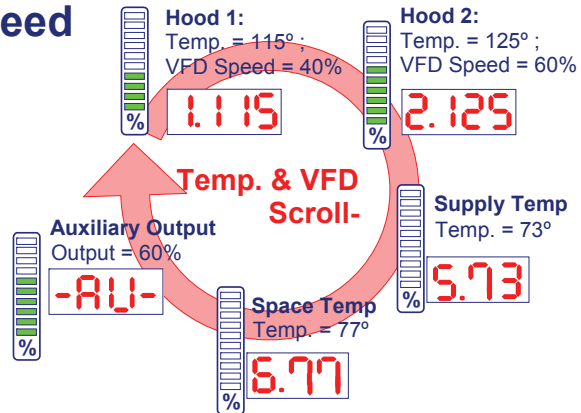 eed
Hood 1:
Temp. = 115º ;
VFD Speed = 40%
1.115
%
Hood 2:
Temp. = 125º ;
VFD Speed = 60%
2.125
%
Temp. & VFD
Scroll-
Supply Temp
Temp. = 73º
5.73
%
Auxiliary Output
Output = 60%
-AU-
%
Space Temp
Temp. = 77º
6.77
%